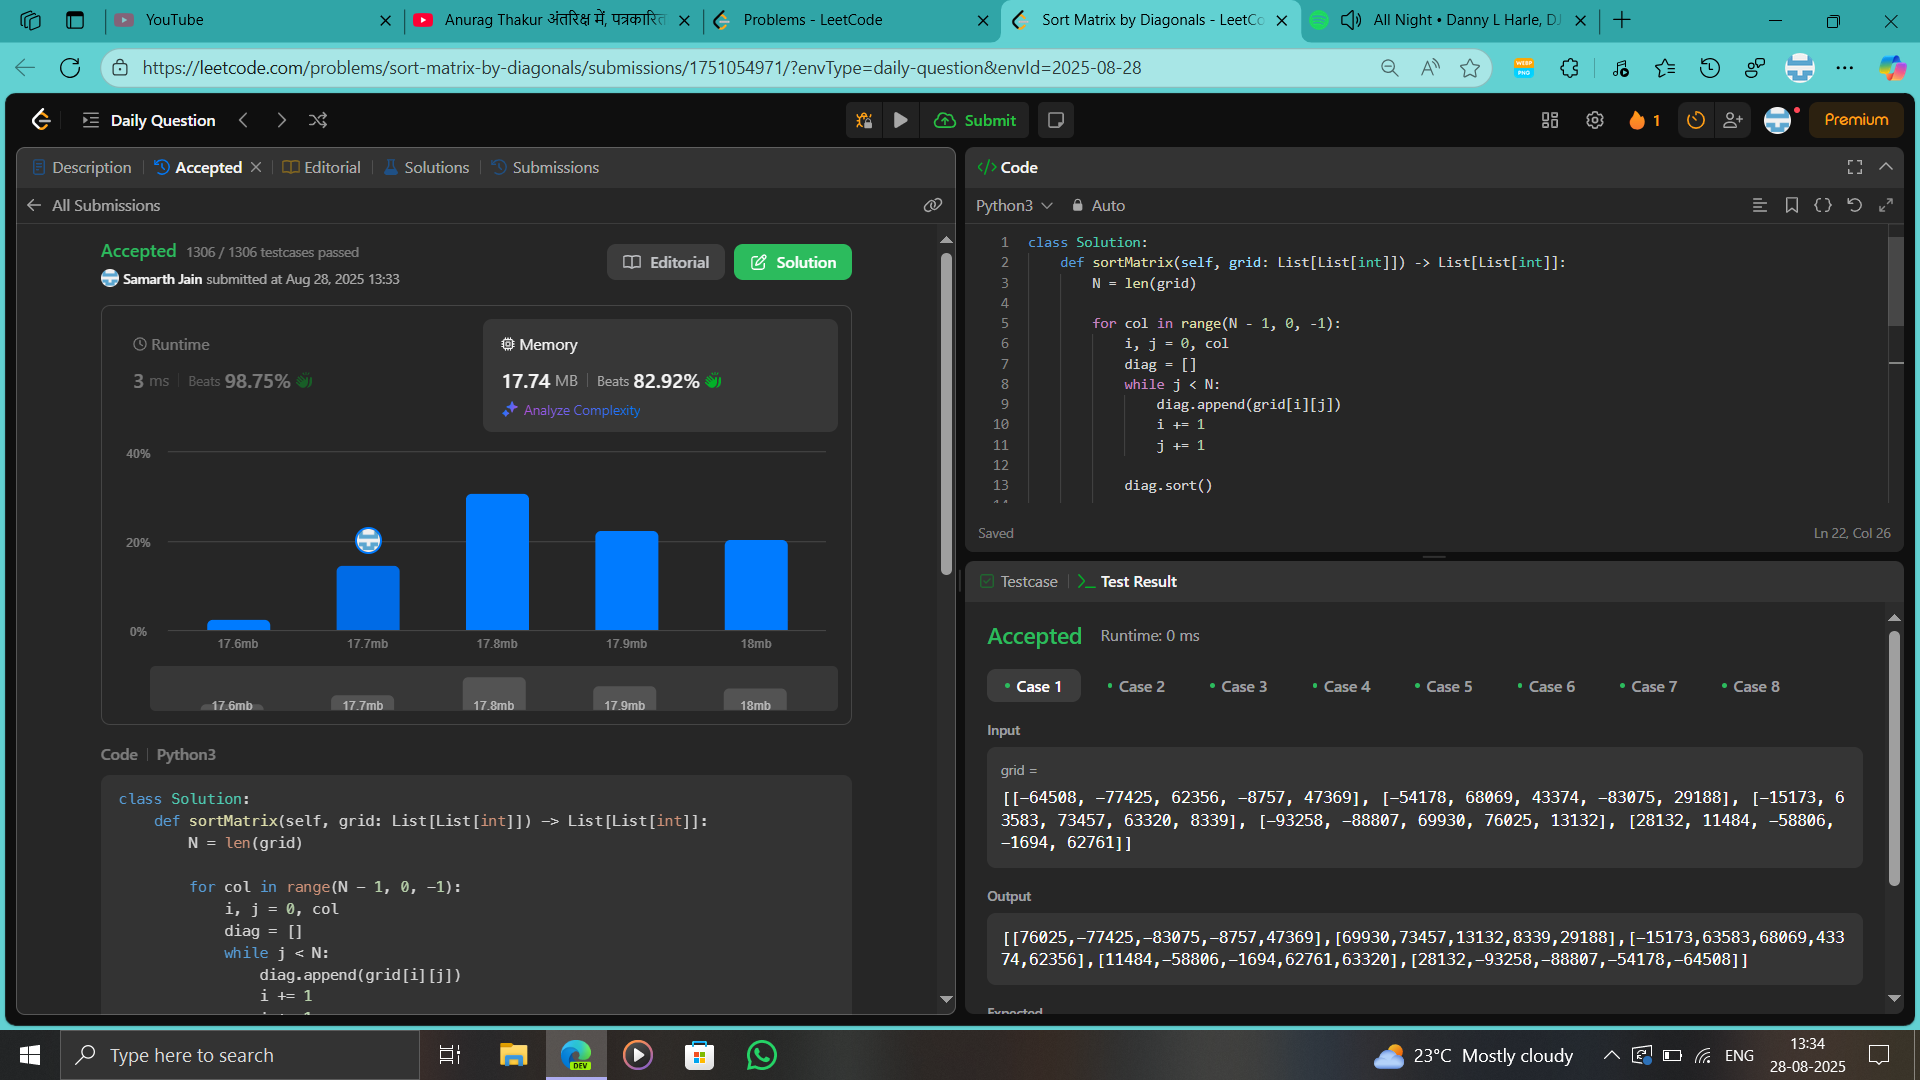 YouTube
Anurag Thakur अंतरिक्ष में, पत्रकारित
Problems - LeetCode
Sort Matrix by Diagonals - LeetCo
All Night • Danny L Harle, DJ
https://leetcode.com/problems/sort-matrix-by-diagonals/submissions/1751054971/?envType=daily-question&envId=2025-08-28
Daily Question
Submit
1
Premium
Description
Accepted
Editorial
Solutions
Submissions
All Submissions
Accepted 1306 / 1306 testcases passed
Samarth Jain submitted at Aug 28, 2025 13:33
Editorial
Solution
Runtime
3 ms Beats 98.75%
Memory
17.74 MB Beats 82.92%
Analyze Complexity
40%
20%
0%
17.6mb 17.7mb 17.8mb 17.9mb 18mb
17.6mb 17.7mb 17.8mb 17.9mb 18mb
Code Python3
class Solution:
def sortMatrix(self, grid: List[List[int]]) -> List[List[int]]:
N = len(grid)
for col in range(N - 1, 0, -1):
i, j = 0, col
diag = []
while j < N:
diag.append(grid[i][j])
i += 1
Code
Python3
Auto
1 class Solution:
2 def sortMatrix(self, grid: List[List[int]]) -> List[List[int]]:
3 N = len(grid)
4
5 for col in range(N - 1, 0, -1):
6 i, j = 0, col
7 diag = []
8 while j < N:
9 diag.append(grid[i][j])
10 i += 1
11 j += 1
12
13 diag.sort()
Saved
Ln 22, Col 26
Testcase
Test Result
Accepted Runtime: 0 ms
Case 1 Case 2 Case 3 Case 4 Case 5 Case 6 Case 7 Case 8
Input
grid =
[[-64508, -77425, 62356, -8757, 47369], [-54178, 68069, 43374, -83075, 29188], [-15173, 6
3583, 73457, 63320, 8339], [-93258, -88807, 69930, 76025, 13132], [28132, 11484, -58806,
-1694, 62761]]
Output
[[76025,-77425,-83075,-8757,47369],[69930,73457,13132,8339,29188],[-15173,63583,68069,433
74,62356],[11484,-58806,-1694,62761,63320],[28132,-93258,-88807,-54178,-64508]]
Expected
Type here to search
DEV
23°C Mostly cloudy
ENG
13:34
28-08-2025